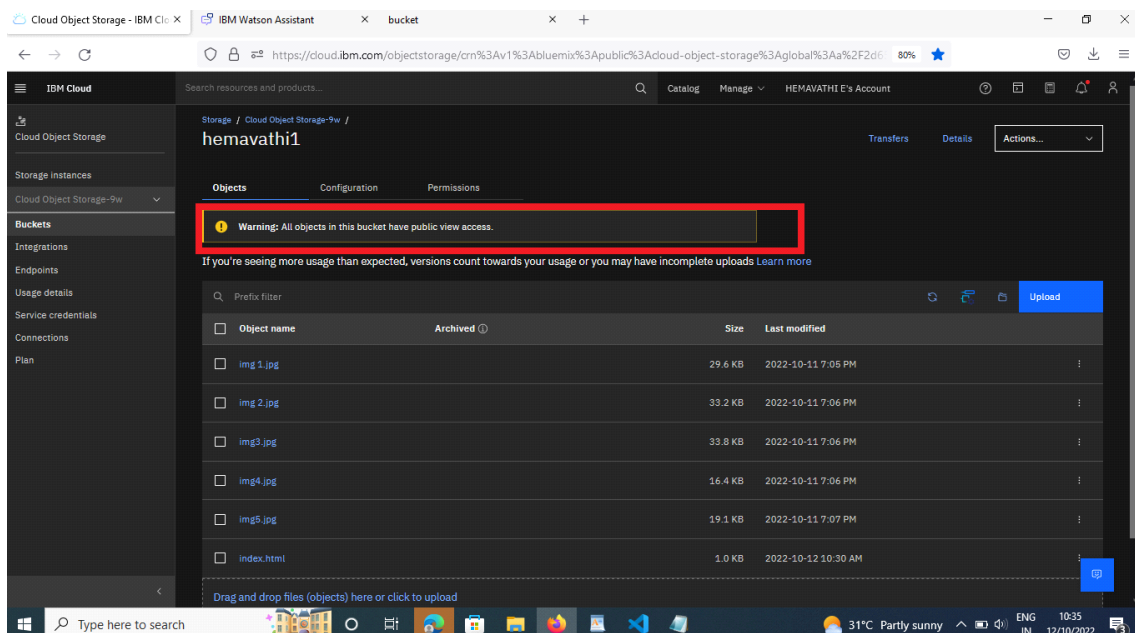 Cloud Object Storage - IBM Clo × IBM Watson Assistant × bucket × +
https://cloud.ibm.com/objectstorage/crn%3Av1%3Abluemix%3Apublic%3Acloud-object-storage%3Aglobal%3Aa%2F2d6 80%
IBM Cloud Search resources and products... Catalog Manage HEMAVATHI E's Account
Cloud Object Storage
Storage instances
Cloud Object Storage-9w
Buckets
Integrations
Endpoints
Usage details
Service credentials
Connections
Plan
Storage / Cloud Object Storage-9w /
hemavathi1
Transfers Details Actions...
Objects Configuration Permissions
Warning: All objects in this bucket have public view access.
If you're seeing more usage than expected, versions count towards your usage or you may have incomplete uploads Learn more
Prefix filter Upload
Object name Archived Size Last modified
img 1.jpg 29.6 KB 2022-10-11 7:05 PM
img 2.jpg 33.2 KB 2022-10-11 7:06 PM
img3.jpg 33.8 KB 2022-10-11 7:06 PM
img4.jpg 16.4 KB 2022-10-11 7:06 PM
img5.jpg 19.1 KB 2022-10-11 7:07 PM
index.html 1.0 KB 2022-10-12 10:30 AM
Drag and drop files (objects) here or click to upload
Type here to search 31°C Partly sunny ENG 10:35
IN 12/10/2022 3